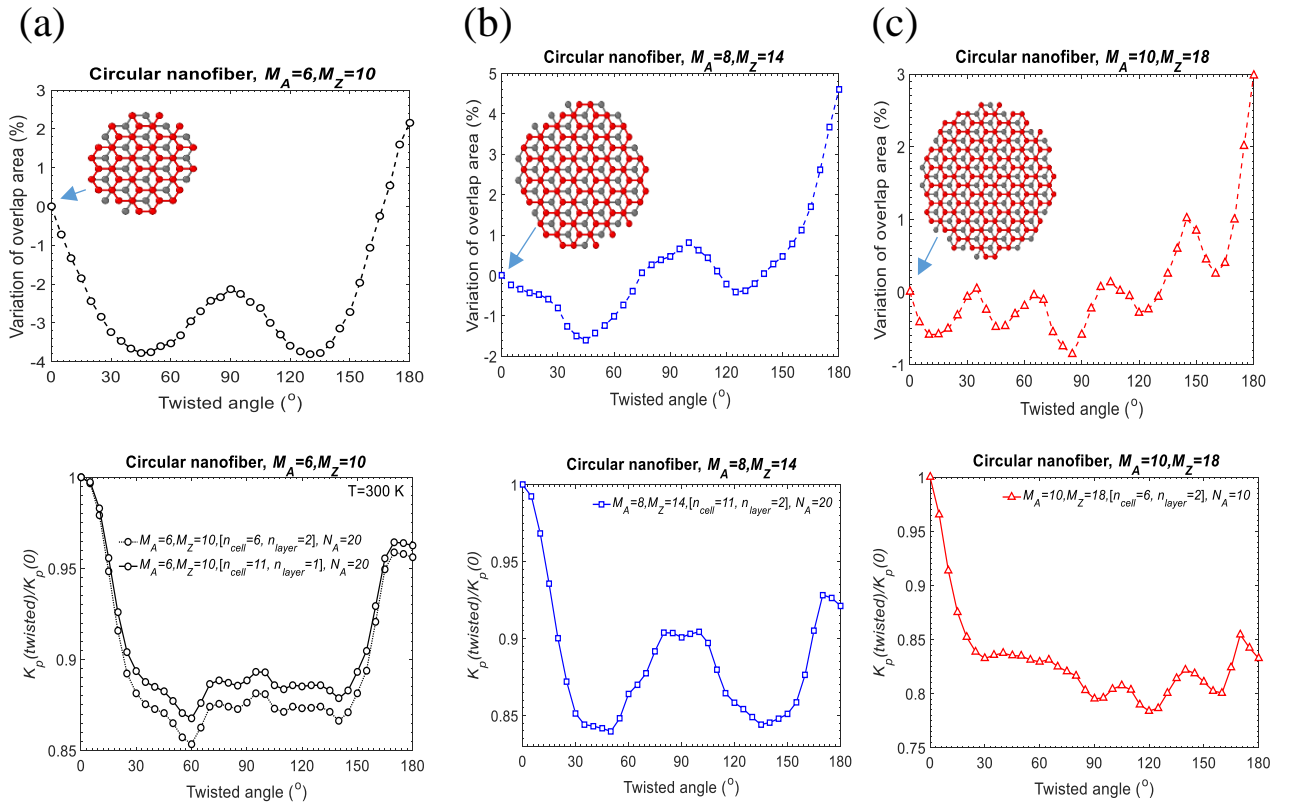 (a)
(b)
(c)
Circular nanofiber, M_A=6,M_Z=10
Variation of overlap area (%)
3
2
1
0
-1
-2
-3
-4
0 30 60 90 120 150 180
Twisted angle (°)
Circular nanofiber, M_A=8,M_Z=14
Variation of overlap area (%)
5
4
3
2
1
0
-1
-2
0 30 60 90 120 150 180
Twisted angle (°)
Circular nanofiber, M_A=10,M_Z=18
Variation of overlap area (%)
3
2
1
0
-1
0 30 60 90 120 150 180
Twisted angle (°)
Circular nanofiber, M_A=6,M_Z=10
T=300 K
M_A=6,M_Z=10,[n_cell=6, n_layer=2], N_A=20
M_A=6,M_Z=10,[n_cell=11, n_layer=1], N_A=20
K_p(twisted)/K_p(0)
1
0.95
0.9
0.85
0 30 60 90 120 150 180
Twisted angle (°)
Circular nanofiber, M_A=8,M_Z=14
M_A=8,M_Z=14,[n_cell=11, n_layer=2], N_A=20
K_p(twisted)/K_p(0)
1
0.95
0.9
0.85
0 30 60 90 120 150 180
Twisted angle (°)
Circular nanofiber, M_A=10,M_Z=18
M_A=10,M_Z=18,[n_cell=6, n_layer=2], N_A=10
K_p(twisted)/K_p(0)
1
0.95
0.9
0.85
0.8
0.75
0 30 60 90 120 150 180
Twisted angle (°)